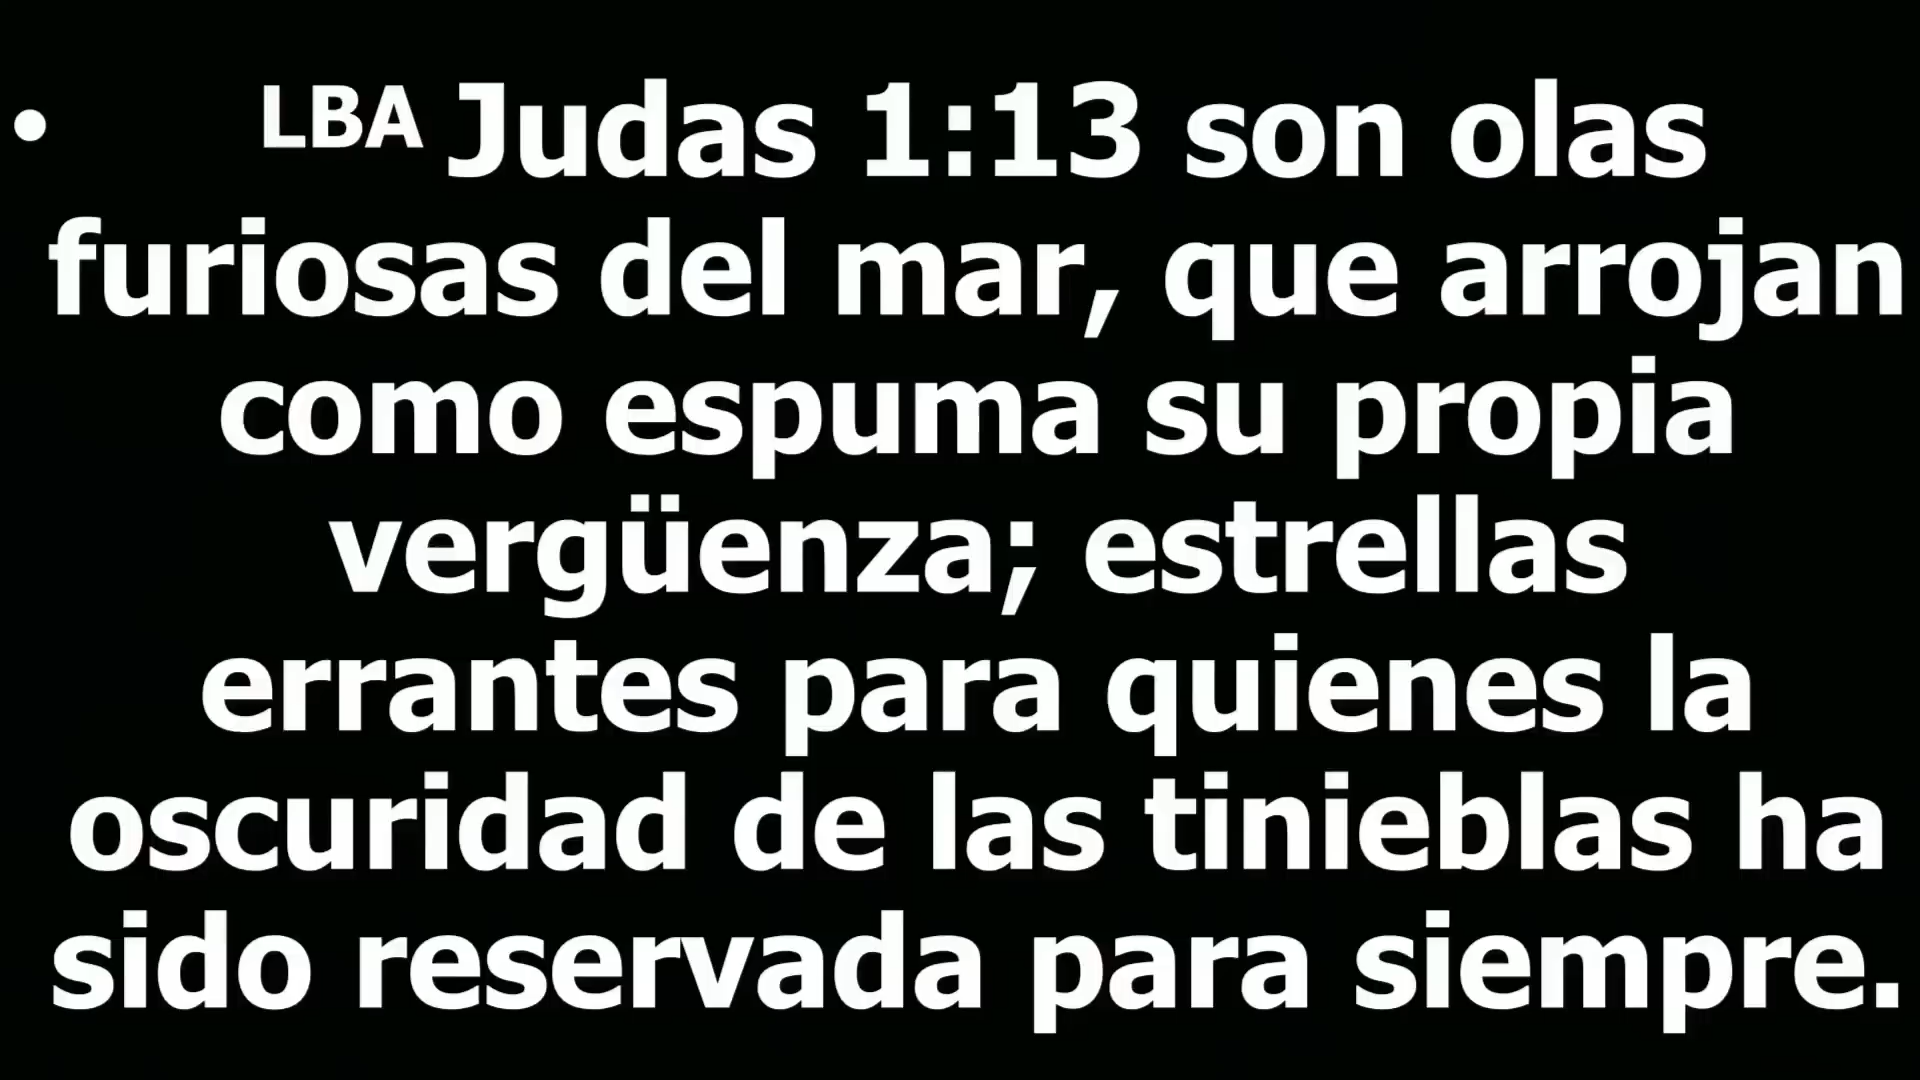 • LBA Judas 1:13 son olas
furiosas del mar, que arrojan
como espuma su propia
vergüenza; estrellas
errantes para quienes la
oscuridad de las tinieblas ha
sido reservada para siempre.